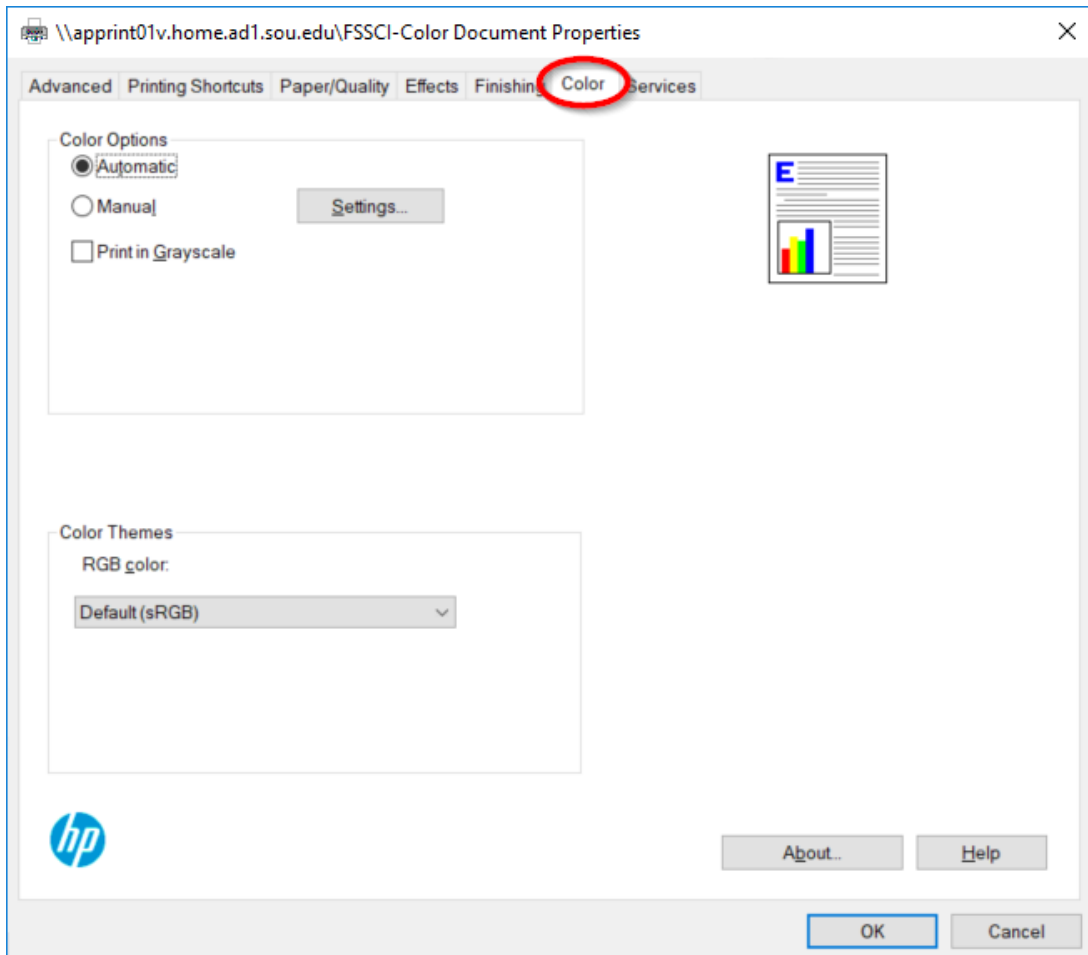 \\apprint01v.home.ad1.sou.edu\FSSCI-Color Document Properties
Advanced Printing Shortcuts Paper/Quality Effects Finishing Color Services
Color Options
Automatic
Manual Settings...
Print in Grayscale
E
Color Themes
RGB color:
Default (sRGB)
hp
About... Help
OK Cancel